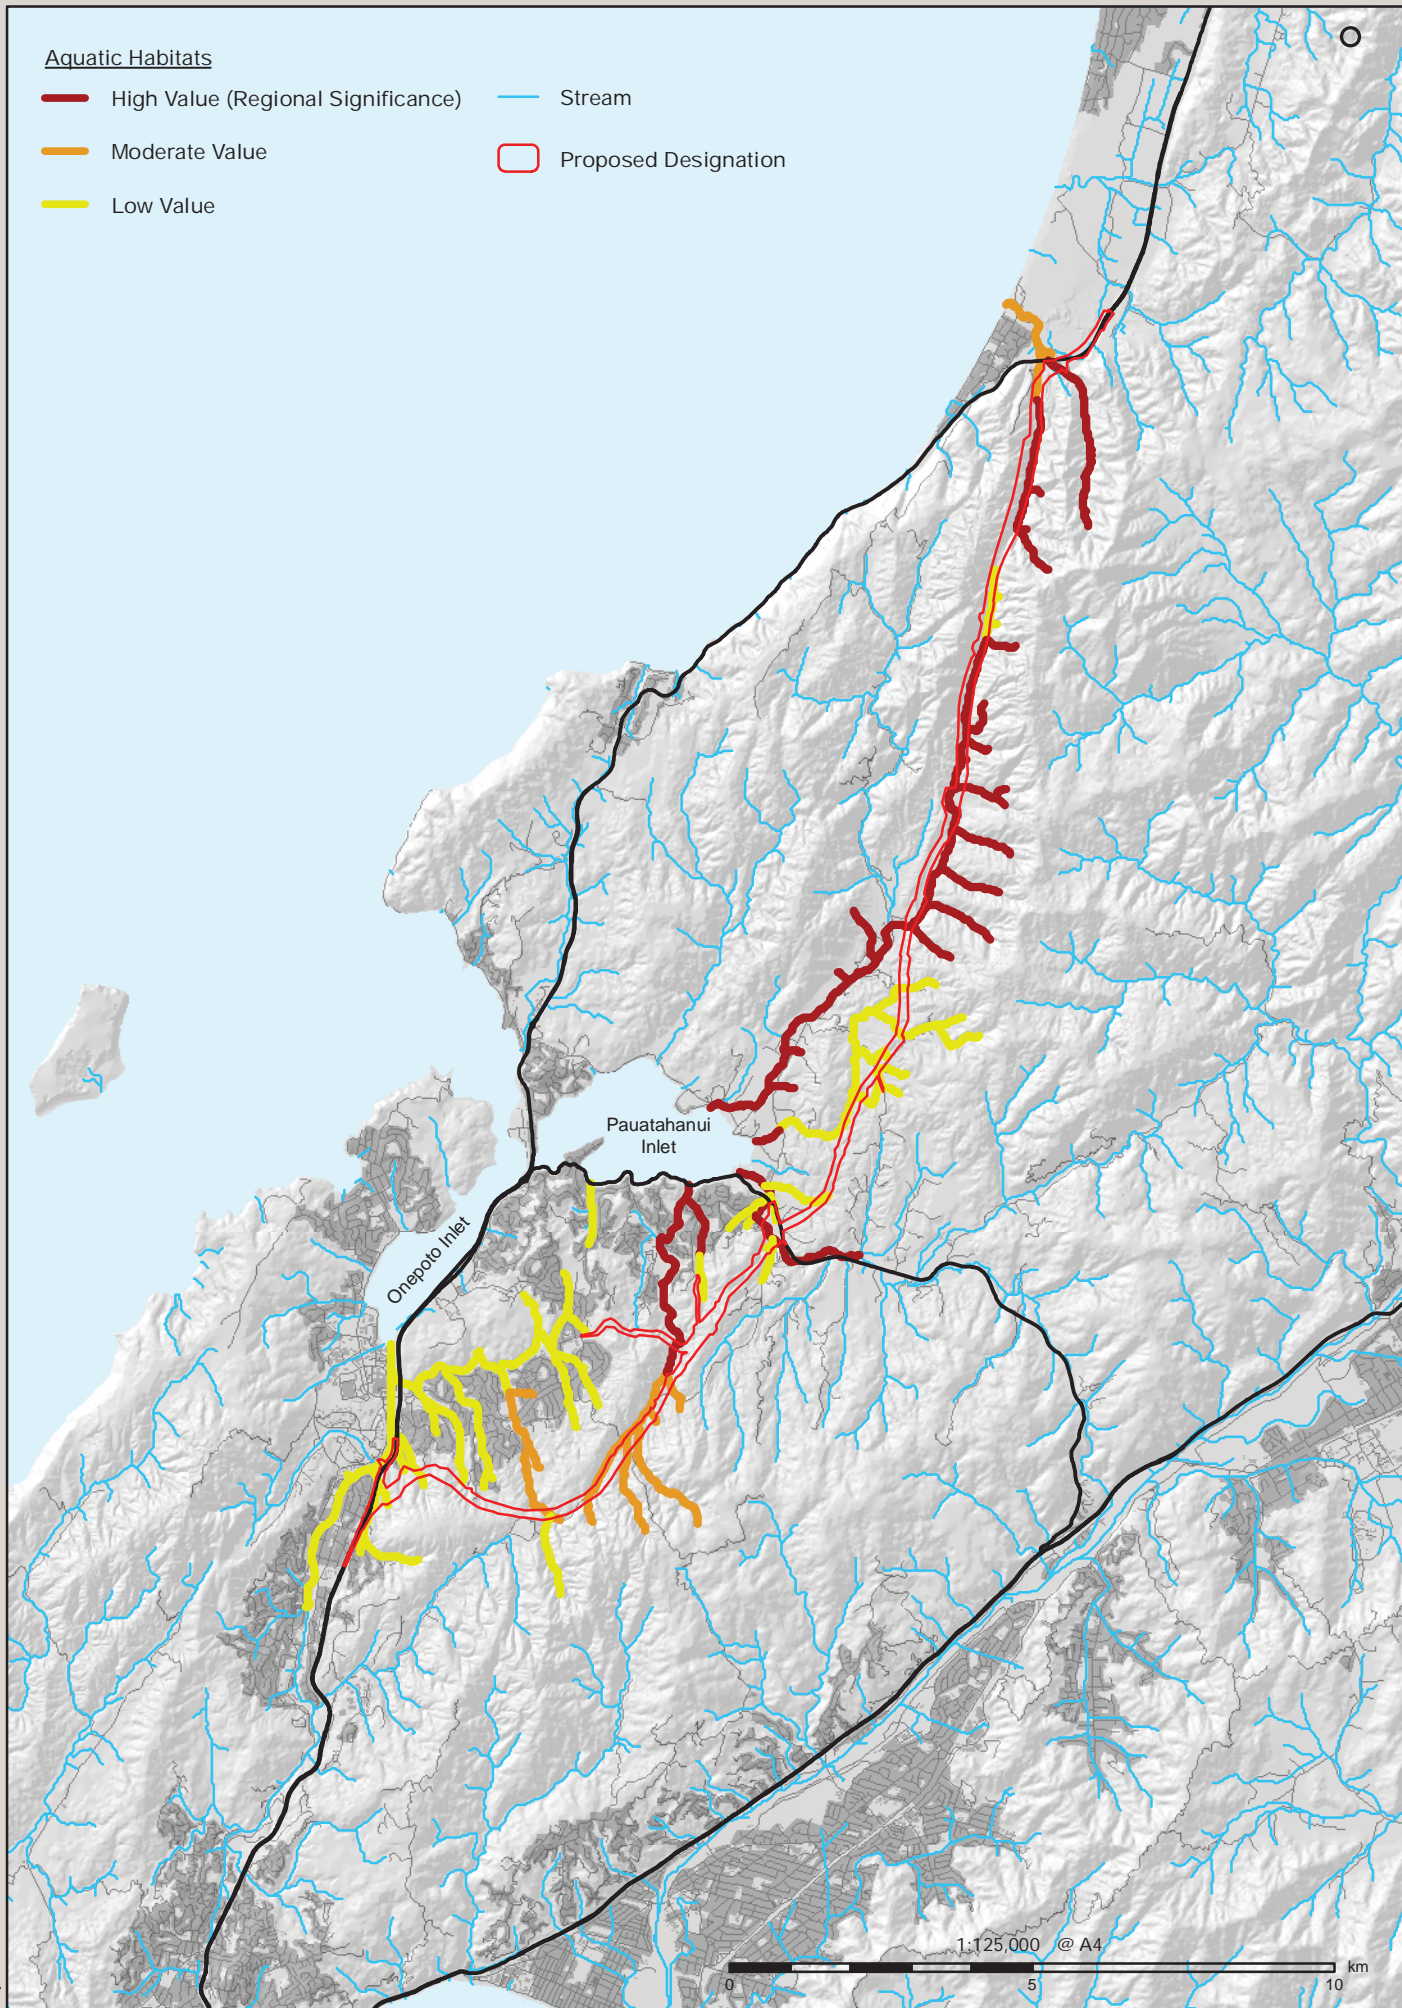 Aquatic Habitats
High Value (Regional Significance)
Stream
Moderate Value
Proposed Designation
Low Value
Pauatahanui
Inlet
Onepoto Inlet
1:125,000 @ A4
km
0 5 10